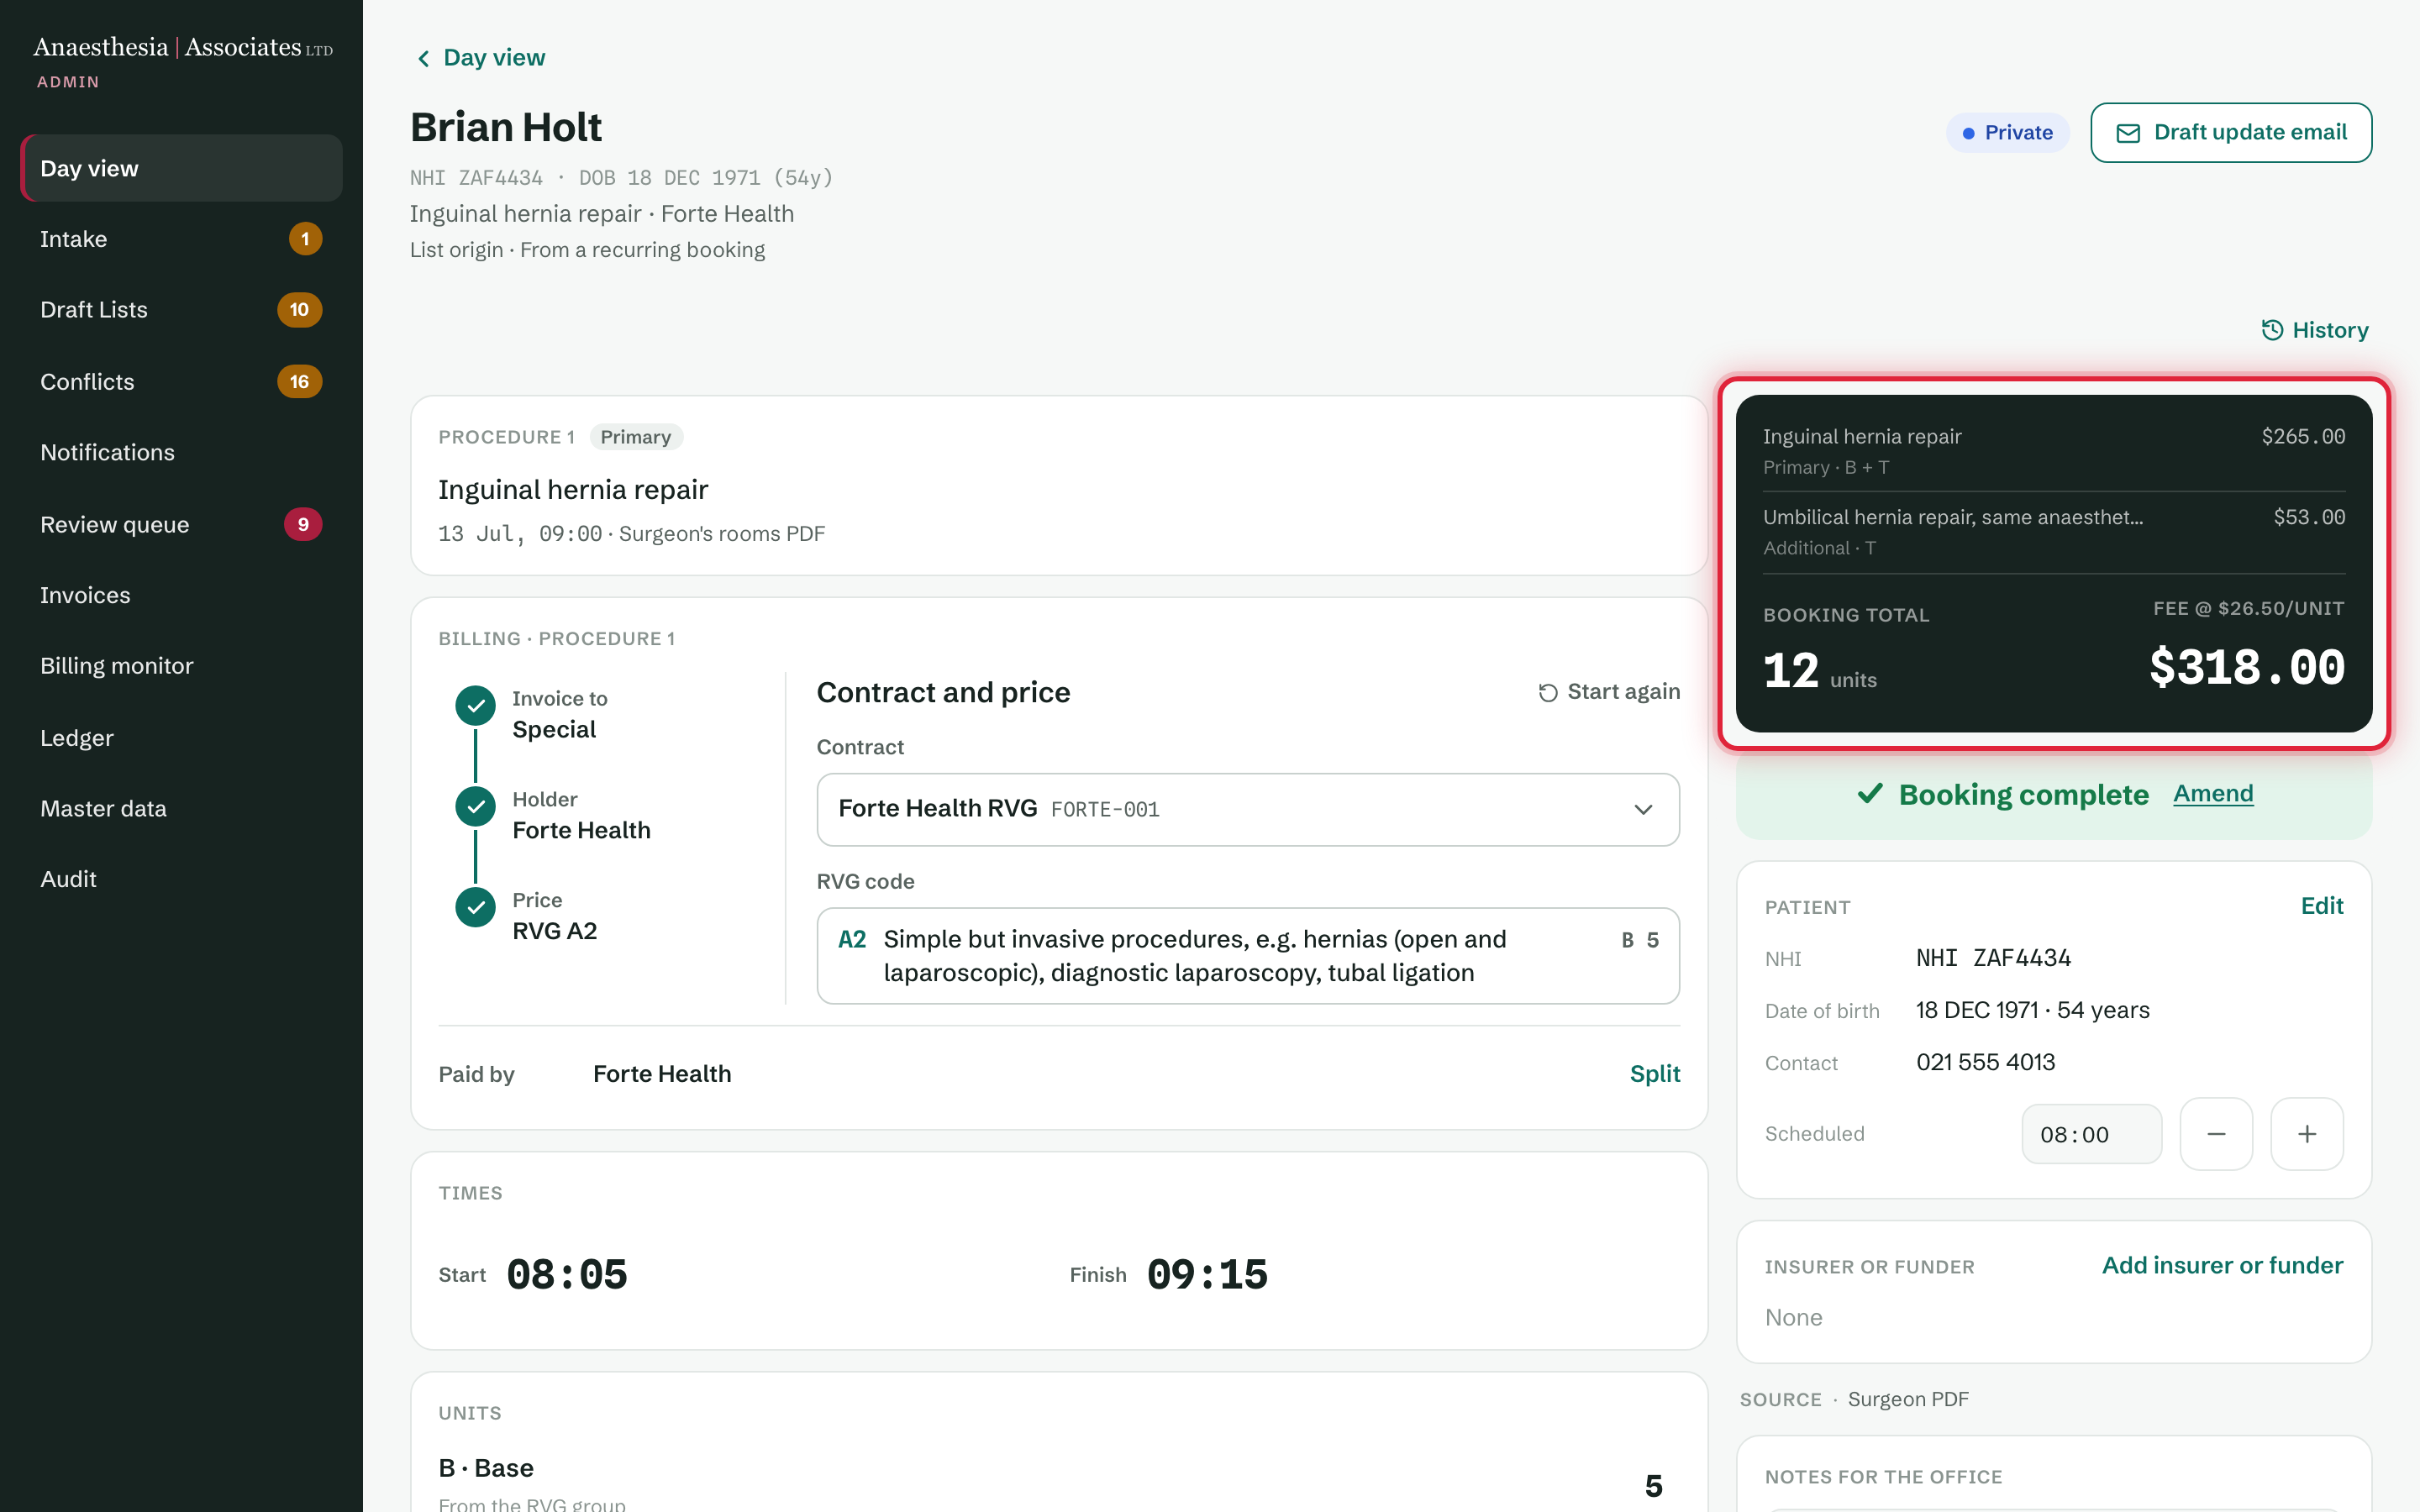 Anaesthesia | Associates LTD
ADMIN
Day view
Intake 1
Draft Lists 10
Conflicts 16
Notifications
Review queue 9
Invoices
Billing monitor
Ledger
Master data
Audit
Day view
Brian Holt
NHI ZAF4434 · DOB 18 DEC 1971 (54y)
Inguinal hernia repair · Forte Health
List origin · From a recurring booking
Private
Draft update email
History
PROCEDURE 1 Primary
Inguinal hernia repair
13 Jul, 09:00 · Surgeon's rooms PDF
BILLING · PROCEDURE 1
Invoice to
Special
Holder
Forte Health
Price
RVG A2
Contract and price
Start again
Contract
Forte Health RVG FORTE-001
RVG code
A2 Simple but invasive procedures, e.g. hernias (open and B 5
laparoscopic), diagnostic laparoscopy, tubal ligation
Paid by Forte Health Split
TIMES
Start 08:05 Finish 09:15
UNITS
B · Base 5
From the RVG group
Inguinal hernia repair $265.00
Primary · B + T
Umbilical hernia repair, same anaesthet... $53.00
Additional · T
BOOKING TOTAL FEE @ $26.50/UNIT
12 units $318.00
Booking complete Amend
PATIENT Edit
NHI NHI ZAF4434
Date of birth 18 DEC 1971 · 54 years
Contact 021 555 4013
Scheduled 08:00 − +
INSURER OR FUNDER Add insurer or funder
None
SOURCE · Surgeon PDF
NOTES FOR THE OFFICE